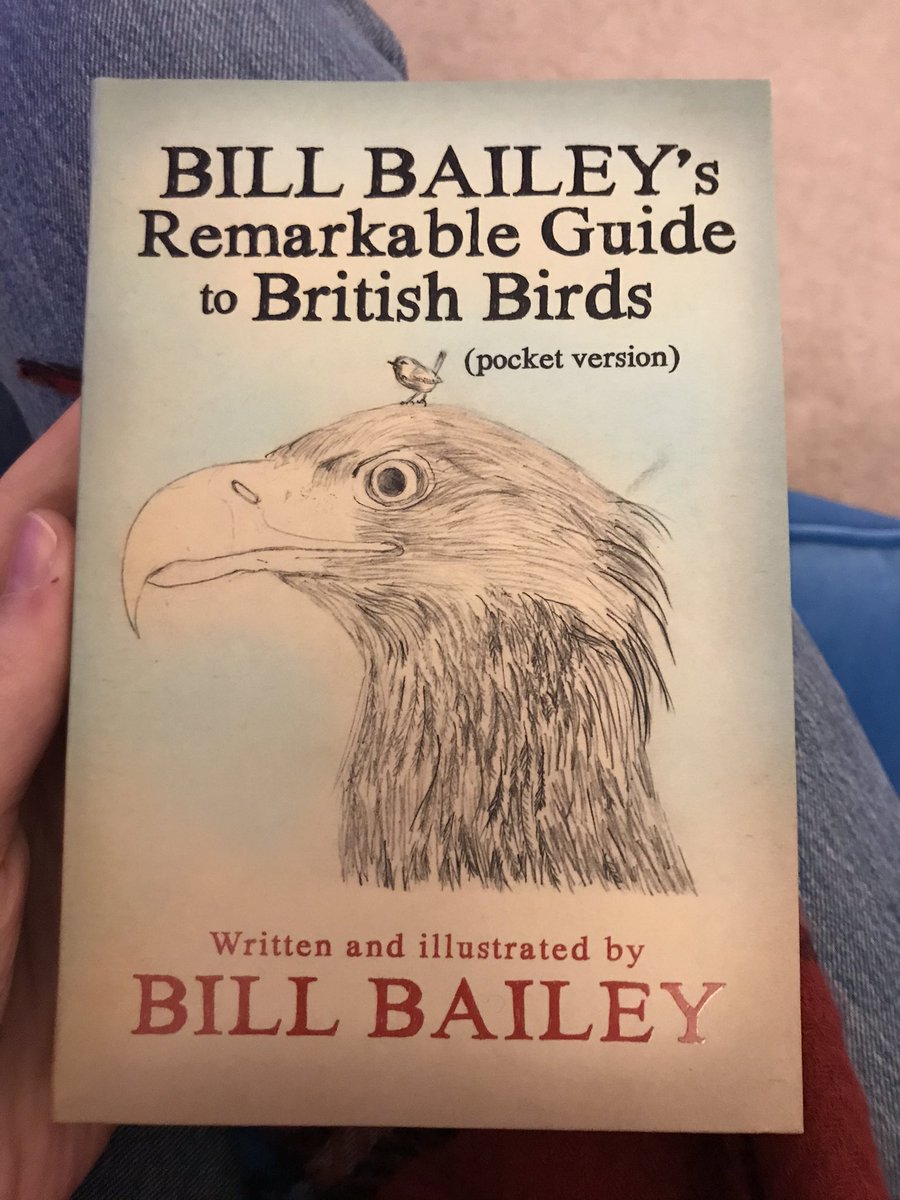 BILL BAILEY's
Remarkable Guide
to British Birds
(pocket version)
Written and illustrated by
BILL BAILEY